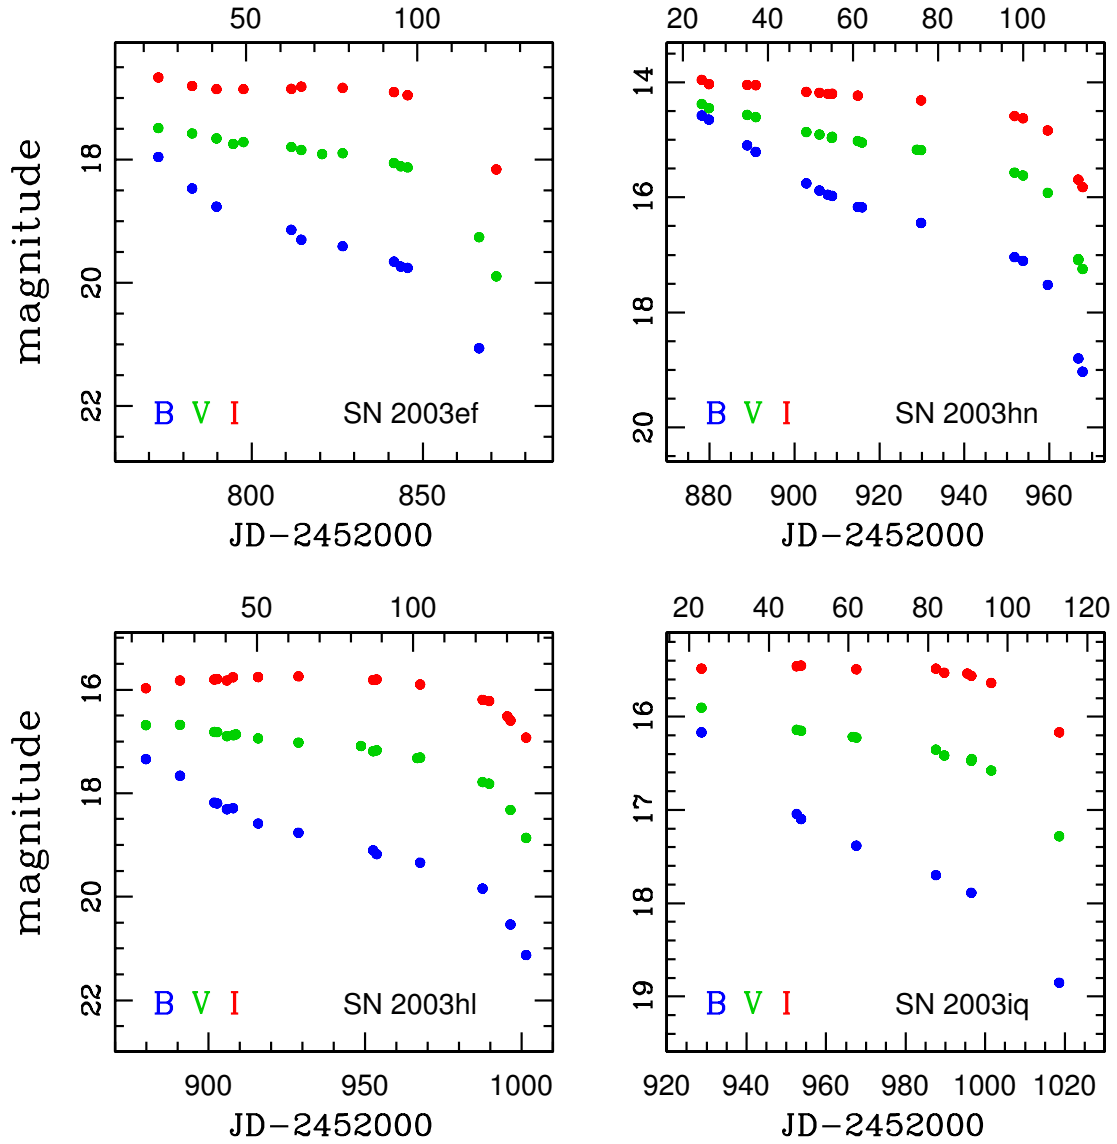 50 100
20 40 60 80 100
magnitude
18
20
22
B V I SN 2003ef
800 850
JD-2452000
14
16
18
20
B V I SN 2003hn
880 900 920 940 960
JD-2452000
50 100
20 40 60 80 100 120
magnitude
16
18
20
22
B V I SN 2003hl
900 950 1000
JD-2452000
16
17
18
19
B V I SN 2003iq
920 940 960 980 1000 1020
JD-2452000